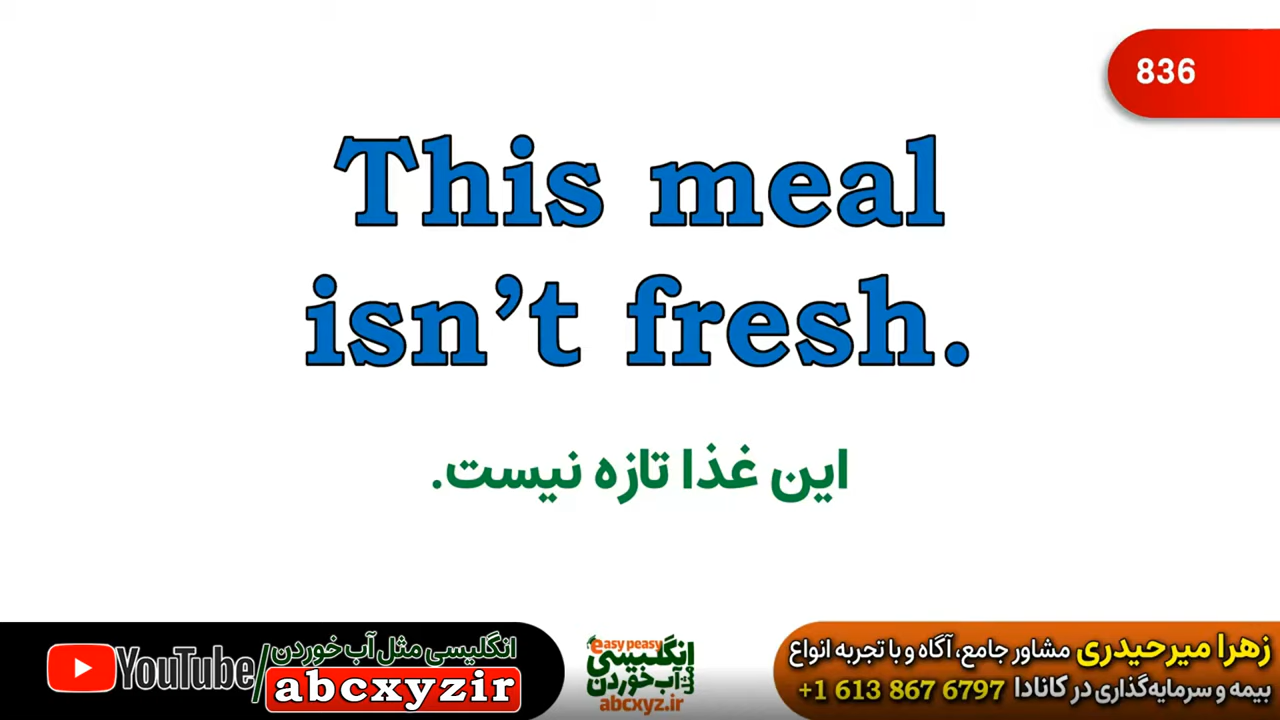 836
This meal
isn't fresh.
این غذا تازه نیست.
YouTube/
انگلیسی مثل آب خوردن
abcxyzir
easy peasy
انگلیسی
مثل آب خوردن
abcxyz.ir
زهرا میرحیدری مشاور جامع، آگاه و با تجربه انواع
بیمه و سرمایه‌گذاری در کانادا +1 613 867 6797